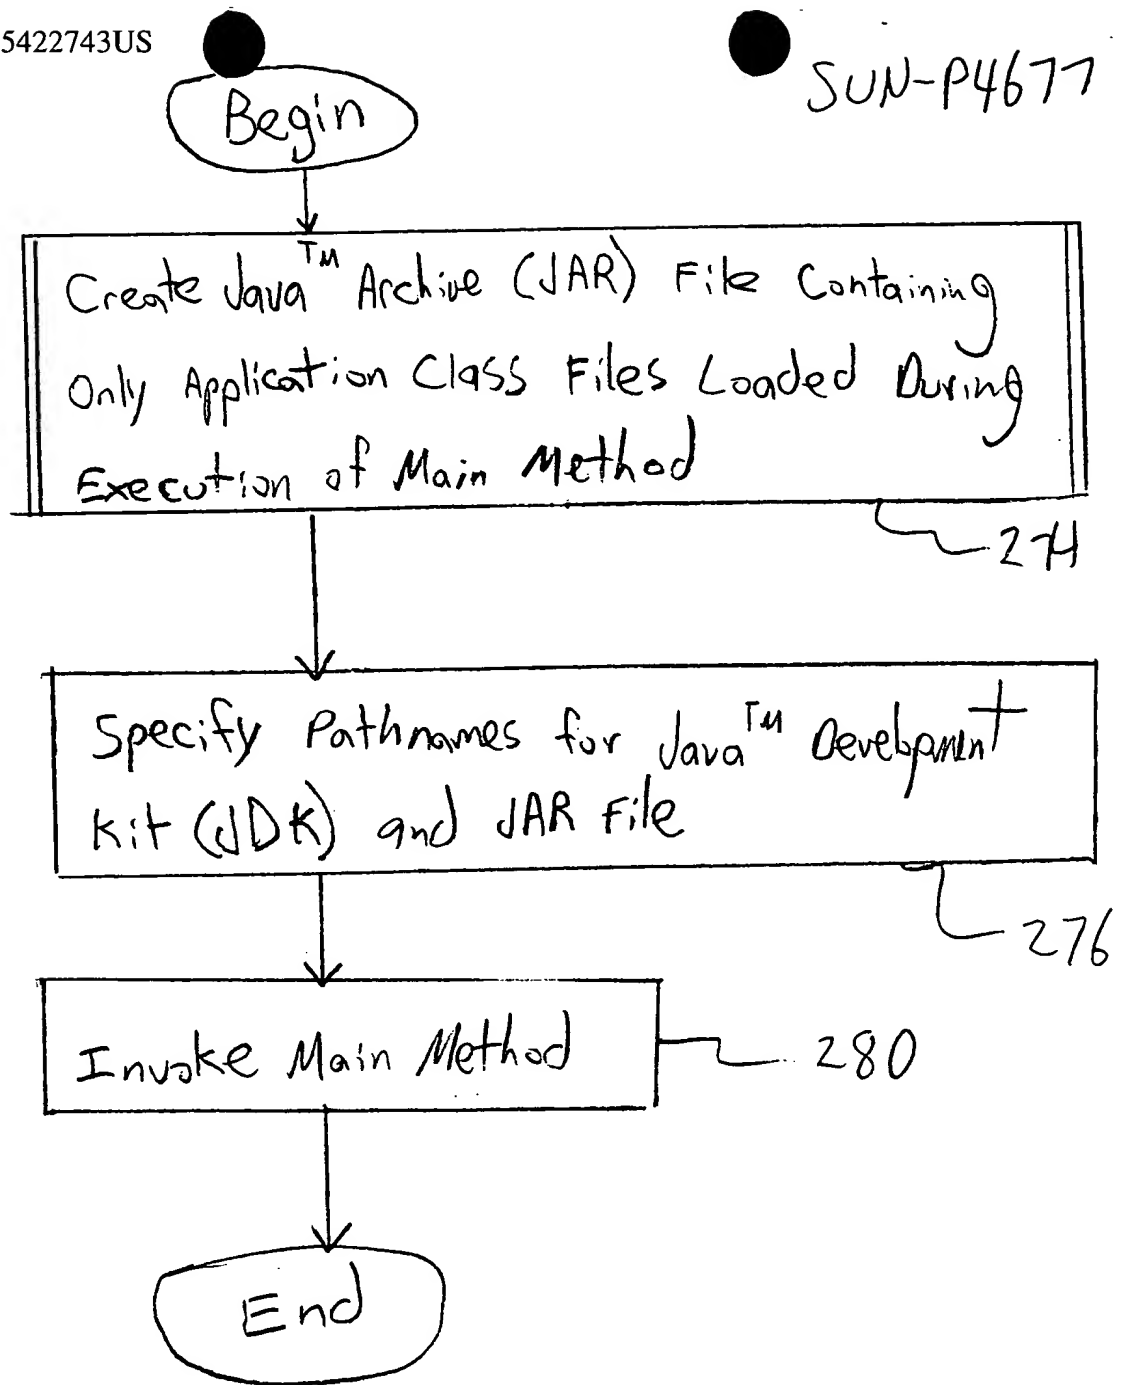 5422743US
SUN-P4677
Begin
Create Java™ Archive (JAR) File Containing
Only Application Class Files Loaded During
Execution of Main Method
274
Specify Pathnames for Java™ Development
Kit (JDK) and JAR File
276
Invoke Main Method
280
End